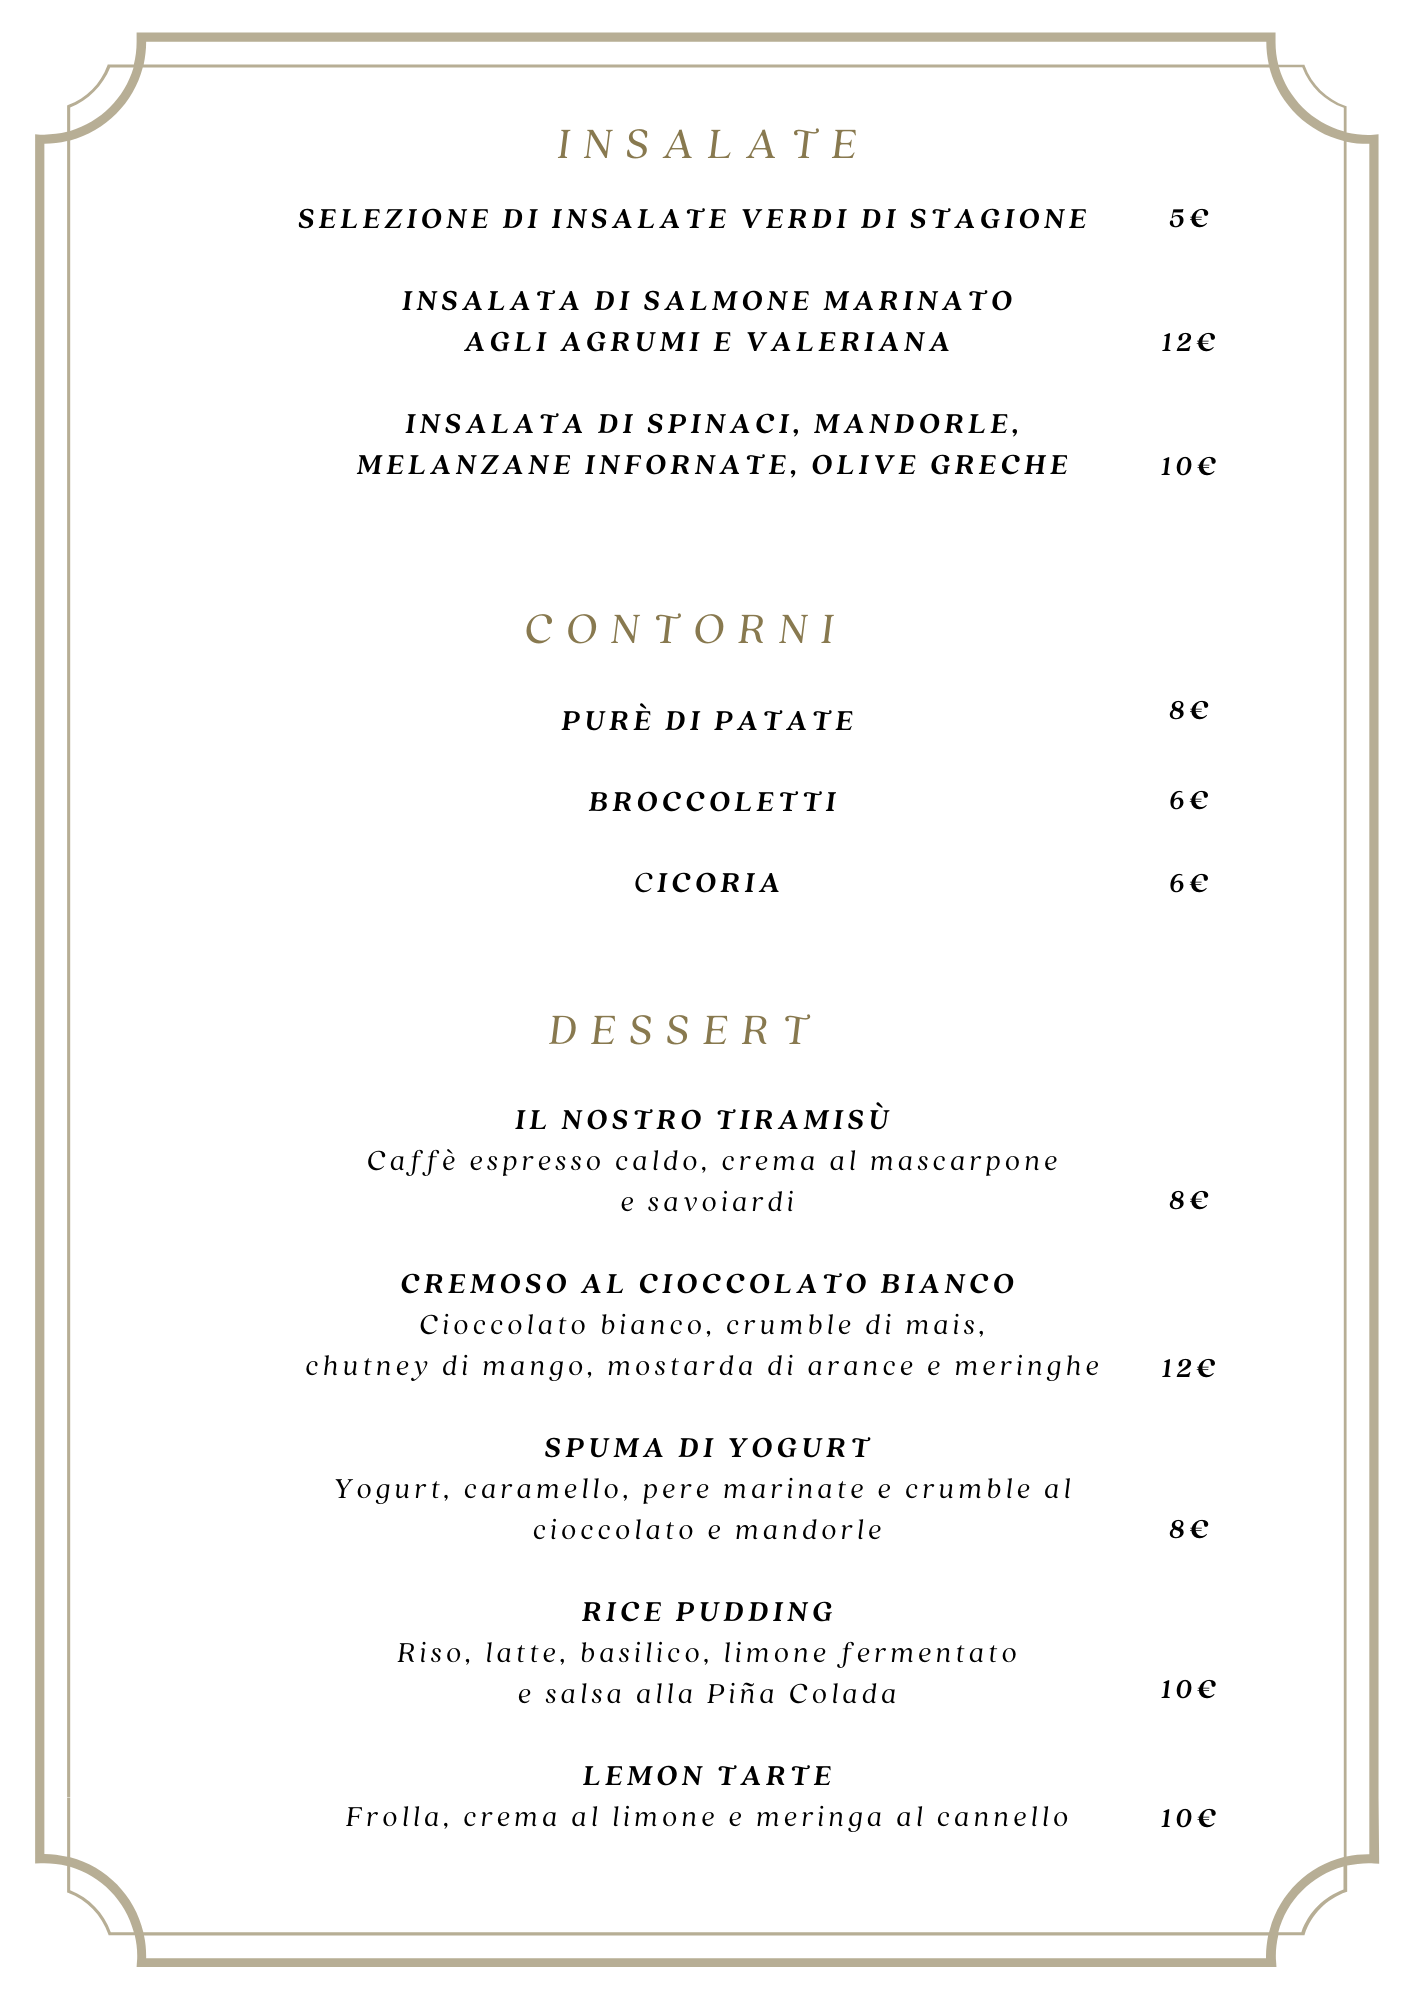 INSALATE
SELEZIONE DI INSALATE VERDI DI STAGIONE 5€
INSALATA DI SALMONE MARINATO
AGLI AGRUMI E VALERIANA 12€
INSALATA DI SPINACI, MANDORLE,
MELANZANE INFORNATE, OLIVE GRECHE 10€
CONTORNI
PURÈ DI PATATE 8€
BROCCOLETTI 6€
CICORIA 6€
DESSERT
IL NOSTRO TIRAMISÙ
Caffè espresso caldo, crema al mascarpone
e savoiardi 8€
CREMOSO AL CIOCCOLATO BIANCO
Cioccolato bianco, crumble di mais,
chutney di mango, mostarda di arance e meringhe 12€
SPUMA DI YOGURT
Yogurt, caramello, pere marinate e crumble al
cioccolato e mandorle 8€
RICE PUDDING
Riso, latte, basilico, limone fermentato
e salsa alla Piña Colada 10€
LEMON TARTE
Frolla, crema al limone e meringa al cannello 10€